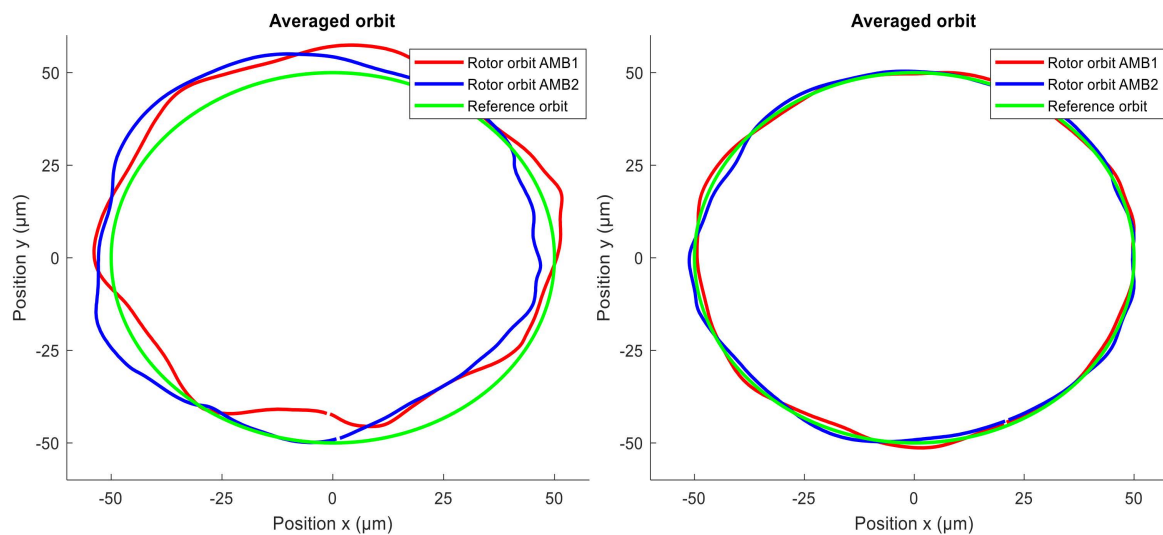 Averaged orbit
Rotor orbit AMB1
Rotor orbit AMB2
Reference orbit
50
25
0
-25
-50
Position y (µm)
-50
-25
0
25
50
Position x (µm)
Averaged orbit
Rotor orbit AMB1
Rotor orbit AMB2
Reference orbit
50
25
0
-25
-50
Position y (µm)
-50
-25
0
25
50
Position x (µm)